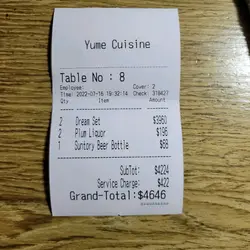 Yume Cuisine
Table No : 8
Employee: Cover: 2
Time: 2022-07-16 19:32:14 Check: 318427
Qty Item Amount
2 Dream Set $3960
2 Plum Liquor $196
1 Suntory Beer Bottle $68
SubTot: $4224
Service Charge: $422
Grand-Total:$4646